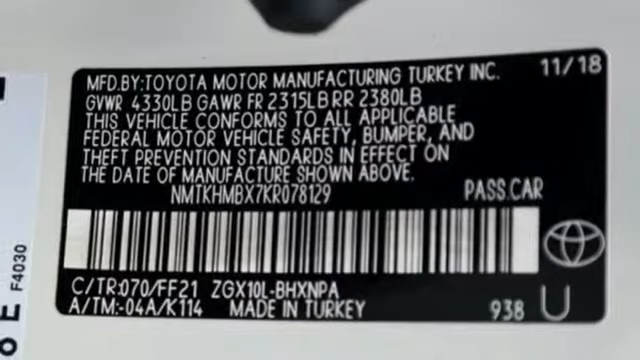 MFD. BY: TOYOTA MOTOR MANUFACTURING TURKEY INC. 11/18
GVWR 4330LB GAWR FR 2315LB RR 2380LB
THIS VEHICLE CONFORMS TO ALL APPLICABLE
FEDERAL MOTOR VEHICLE SAFETY, BUMPER, AND
THEFT PREVENTION STANDARDS IN EFFECT ON
THE DATE OF MANUFACTURE SHOWN ABOVE.
NMTKHMBX7KR078129 PASS.CAR
C/TR:070/FF21 ZGX10L-BHXNPA
A/TM:-04A/K114 MADE IN TURKEY 938 U
F4030